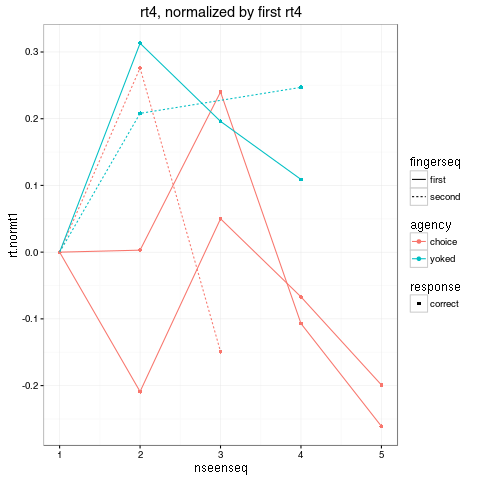 rt4, normalized by first rt4
rt.normt1
0.3
0.2
0.1
0.0
-0.1
-0.2
1 2 3 4 5
nseenseq
fingerseq
first
second
agency
choice
yoked
response
correct